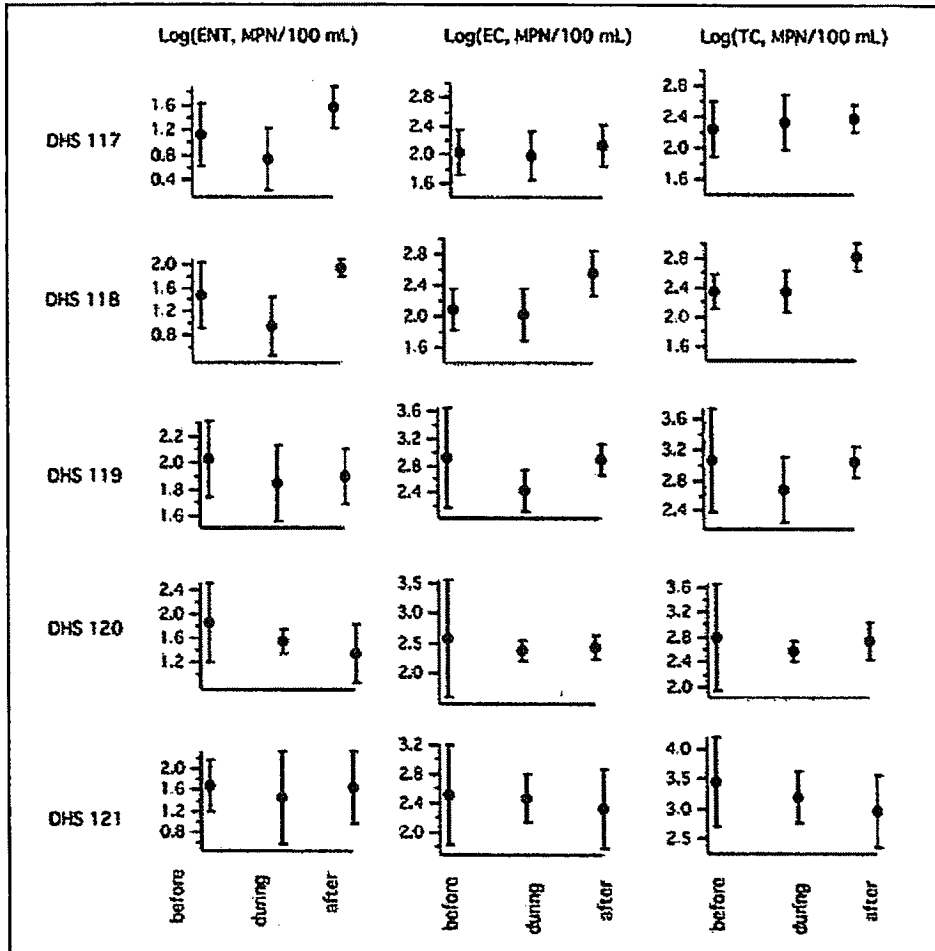 Log(ENT, MPN/100 mL) Log(EC, MPN/100 mL) Log(TC, MPN/100 mL)
DHS 117
1.6 1.2 0.8 0.4
2.8 2.4 2.0 1.6
2.8 2.4 2.0 1.6
DHS 118
2.0 1.6 1.2 0.8
2.8 2.4 2.0 1.6
2.8 2.4 2.0 1.6
DHS 119
2.2 2.0 1.8 1.6
3.6 3.2 2.8 2.4
3.6 3.2 2.8 2.4
DHS 120
2.4 2.0 1.6 1.2
3.5 3.0 2.5 2.0
3.6 3.2 2.8 2.4 2.0
DHS 121
2.0 1.6 1.2 0.8
3.2 2.8 2.4 2.0
4.0 3.5 3.0 2.5
before during after before during after before during after